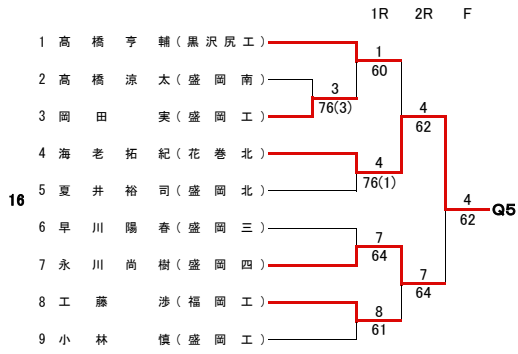 1R 2R F
1 髙橋亨輔(黒沢尻工)
1
60
2 髙橋涼太(盛岡南)
3
76(3)
4
62
3 岡田実(盛岡工)
4 海老拓紀(花巻北)
4
76(1)
5 夏井裕司(盛岡北)
16
4
62
Q5
6 早川陽春(盛岡三)
7
64
7 永川尚樹(盛岡四)
7
64
8 工藤渉(福岡工)
8
61
9 小林慎(盛岡工)